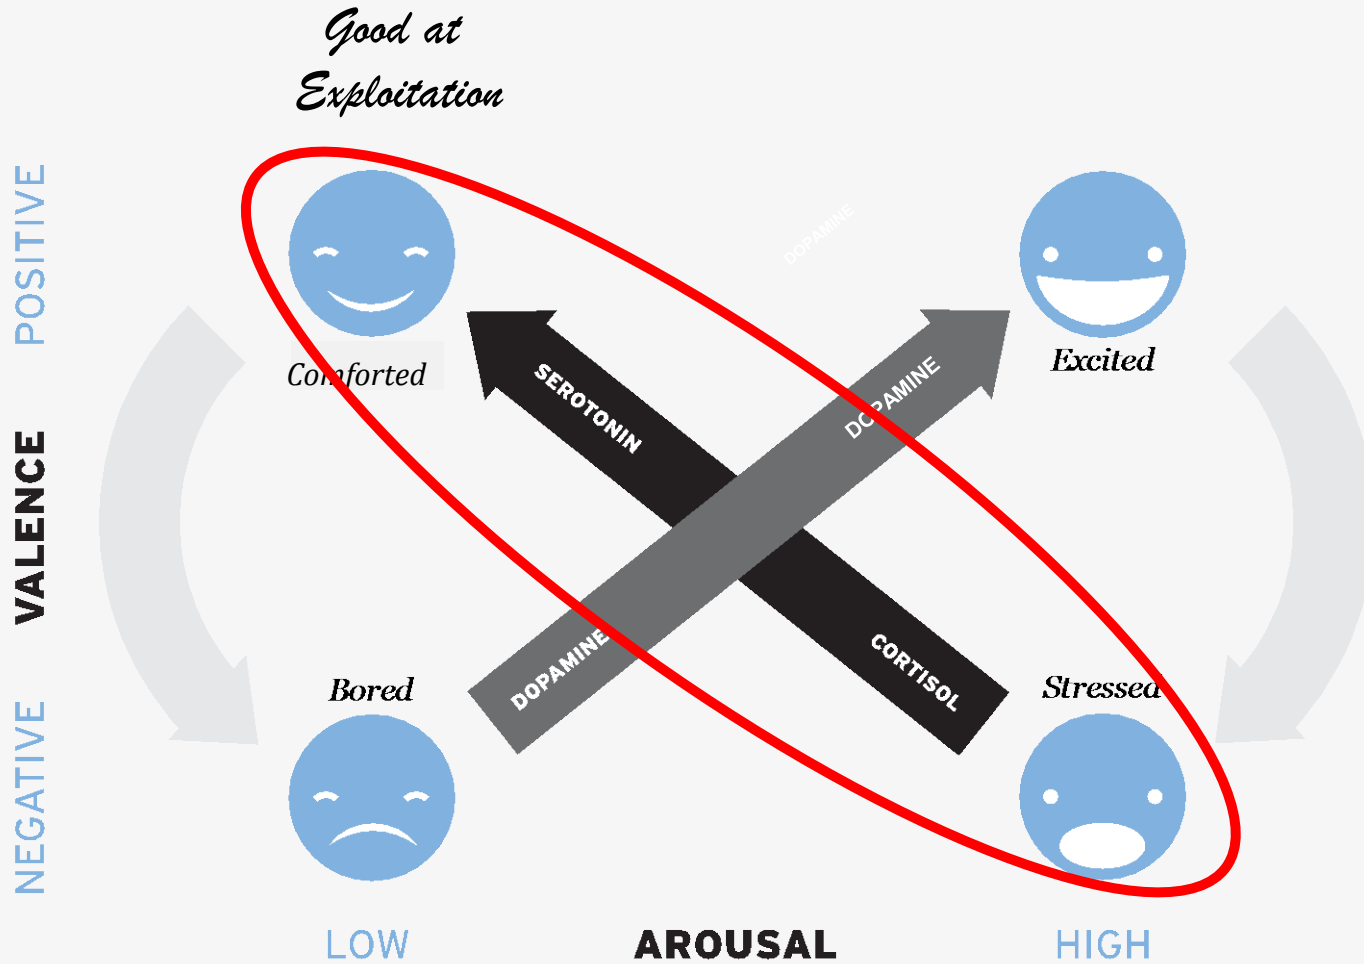 Good at
Exploitation
POSITIVE
VALENCE
NEGATIVE
DOPAMINE
Comforted
Excited
SEROTONIN
DOPAMINE
DOPAMINE
CORTISOL
Bored
Stressed
LOW
AROUSAL
HIGH